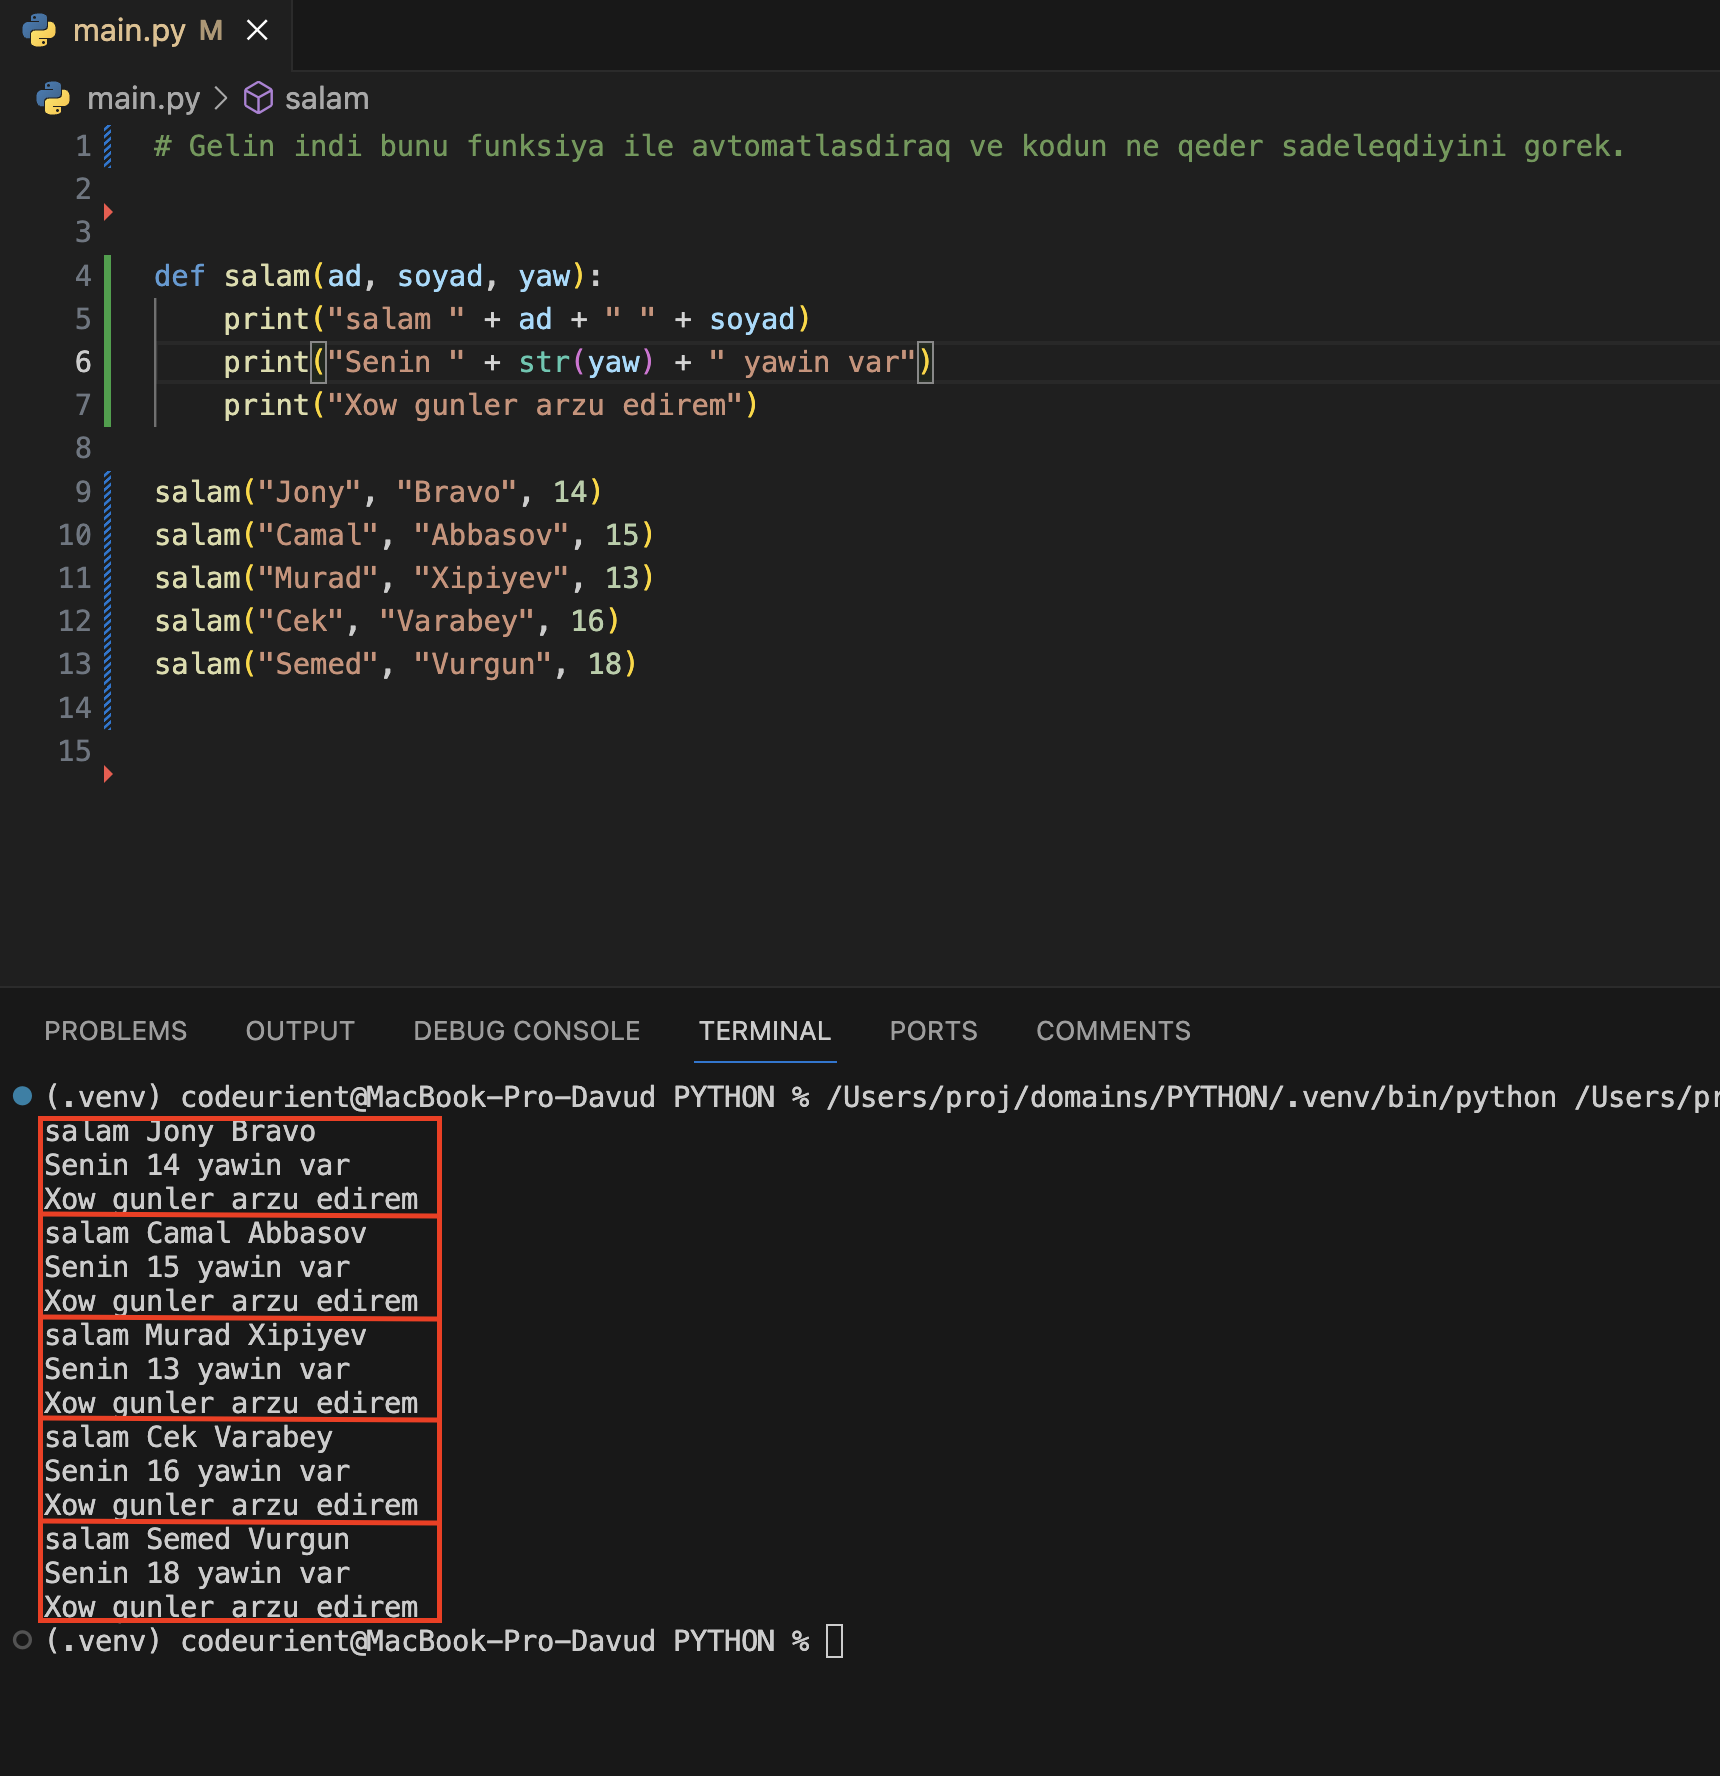 main.py M
main.py > salam
1 # Gelin indi bunu funksiya ile avtomatlasdiraq ve kodun ne qeder sadeleqdiyini gorek.
2
3
4 def salam(ad, soyad, yaw):
5     print("salam " + ad + " " + soyad)
6     print("Senin " + str(yaw) + " yawin var")
7     print("Xow gunler arzu edirem")
8
9 salam("Jony", "Bravo", 14)
10 salam("Camal", "Abbasov", 15)
11 salam("Murad", "Xipiyev", 13)
12 salam("Cek", "Varabey", 16)
13 salam("Semed", "Vurgun", 18)
14
15
PROBLEMS OUTPUT DEBUG CONSOLE TERMINAL PORTS COMMENTS
(.venv) codeurient@MacBook-Pro-Davud PYTHON % /Users/proj/domains/PYTHON/.venv/bin/python /Users/pr
salam Jony Bravo
Senin 14 yawin var
Xow gunler arzu edirem
salam Camal Abbasov
Senin 15 yawin var
Xow gunler arzu edirem
salam Murad Xipiyev
Senin 13 yawin var
Xow gunler arzu edirem
salam Cek Varabey
Senin 16 yawin var
Xow gunler arzu edirem
salam Semed Vurgun
Senin 18 yawin var
Xow gunler arzu edirem
(.venv) codeurient@MacBook-Pro-Davud PYTHON %